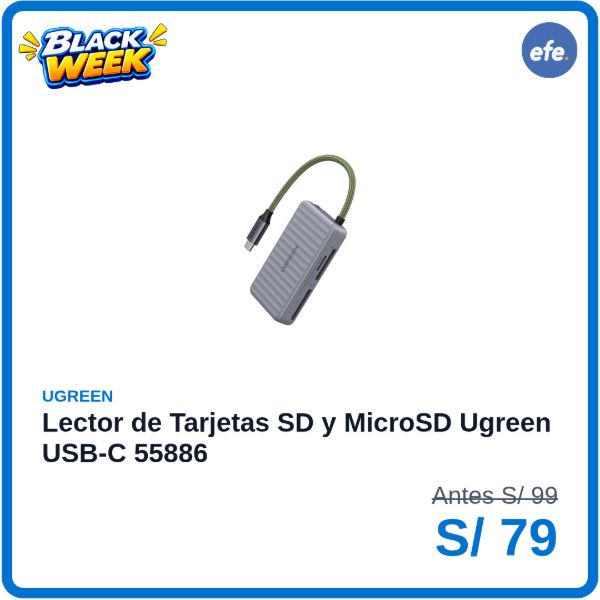 BLACK
WEEK
efe.
UGREEN
Lector de Tarjetas SD y MicroSD Ugreen
USB-C 55886
Antes S/ 99
S/ 79